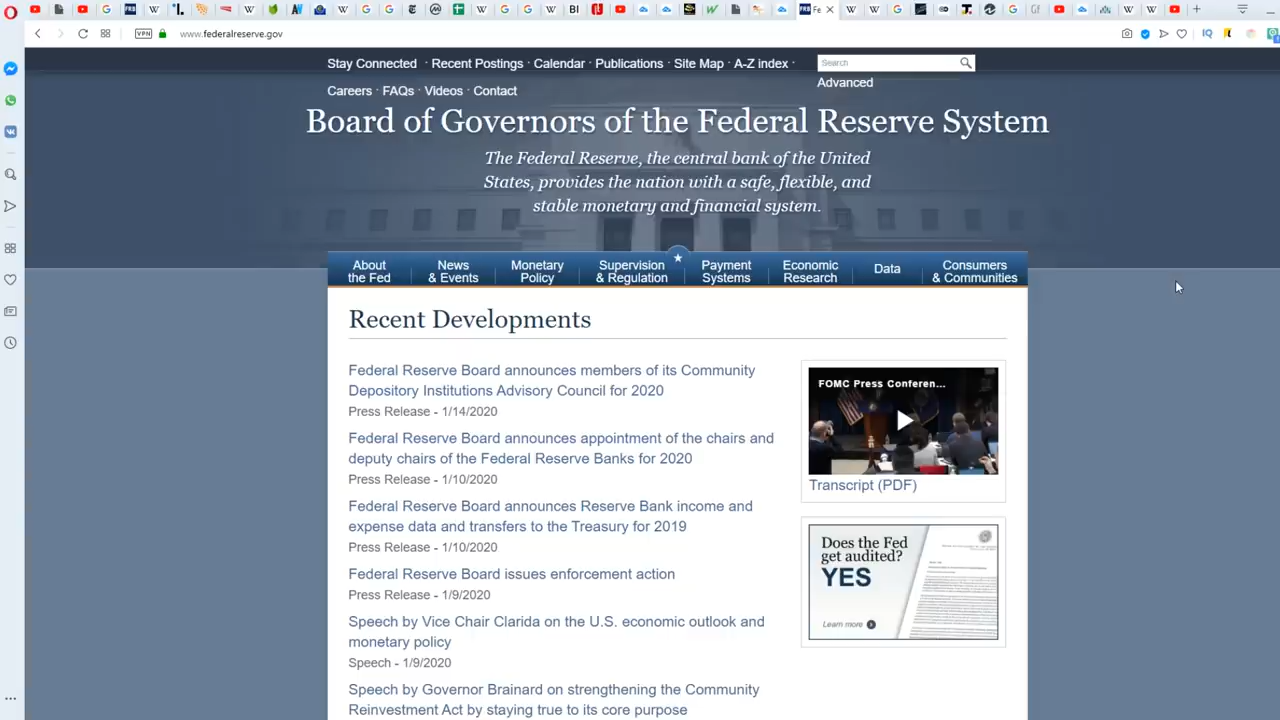 VPN
www.federalreserve.gov
Stay Connected · Recent Postings · Calendar · Publications · Site Map · A-Z index ·
Careers · FAQs · Videos · Contact
Search
Advanced
Board of Governors of the Federal Reserve System
The Federal Reserve, the central bank of the United
States, provides the nation with a safe, flexible, and
stable monetary and financial system.
About
the Fed
News
& Events
Monetary
Policy
Supervision
& Regulation
Payment
Systems
Economic
Research
Data
Consumers
& Communities
Recent Developments
Federal Reserve Board announces members of its Community
Depository Institutions Advisory Council for 2020
Press Release - 1/14/2020
Federal Reserve Board announces appointment of the chairs and
deputy chairs of the Federal Reserve Banks for 2020
Press Release - 1/10/2020
Federal Reserve Board announces Reserve Bank income and
expense data and transfers to the Treasury for 2019
Press Release - 1/10/2020
Federal Reserve Board issues enforcement action
Press Release - 1/9/2020
Speech by Vice Chair Clarida on the U.S. economic outlook and
monetary policy
Speech - 1/9/2020
Speech by Governor Brainard on strengthening the Community
Reinvestment Act by staying true to its core purpose
FOMC Press Conferen...
Transcript (PDF)
Does the Fed
get audited?
YES
Learn more